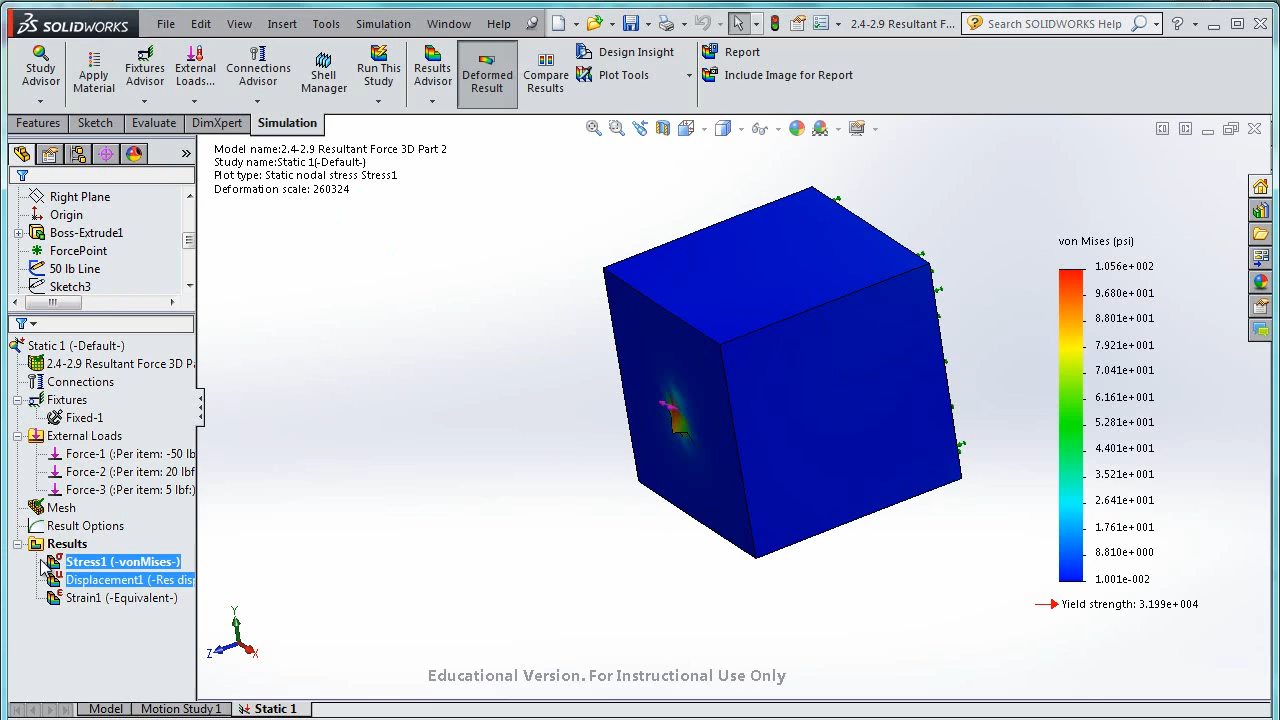 SOLIDWORKS File Edit View Insert Tools Simulation Window Help 2.4-2.9 Resultant F... Search SOLIDWORKS Help
Study Advisor
Apply Material
Fixtures Advisor
External Loads...
Connections Advisor
Shell Manager
Run This Study
Results Advisor
Deformed Result
Compare Results
Design Insight
Plot Tools
Report
Include Image for Report
Features Sketch Evaluate DimXpert Simulation
Right Plane
Origin
Boss-Extrude1
ForcePoint
50 lb Line
Sketch3
Static 1 (-Default-)
2.4-2.9 Resultant Force 3D Pa
Connections
Fixtures
Fixed-1
External Loads
Force-1 (:Per item: -50 lb
Force-2 (:Per item: 20 lbf
Force-3 (:Per item: 5 lbf:)
Mesh
Result Options
Results
Stress1 (-vonMises-)
Displacement1 (-Res disp
Strain1 (-Equivalent-)
Model name:2.4-2.9 Resultant Force 3D Part 2
Study name:Static 1(-Default-)
Plot type: Static nodal stress Stress1
Deformation scale: 260324
von Mises (psi)
1.056e+002
9.680e+001
8.801e+001
7.921e+001
7.041e+001
6.161e+001
5.281e+001
4.401e+001
3.521e+001
2.641e+001
1.761e+001
8.810e+000
1.001e-002
Yield strength: 3.199e+004
Y
Z
X
Educational Version. For Instructional Use Only
Model Motion Study 1 Static 1